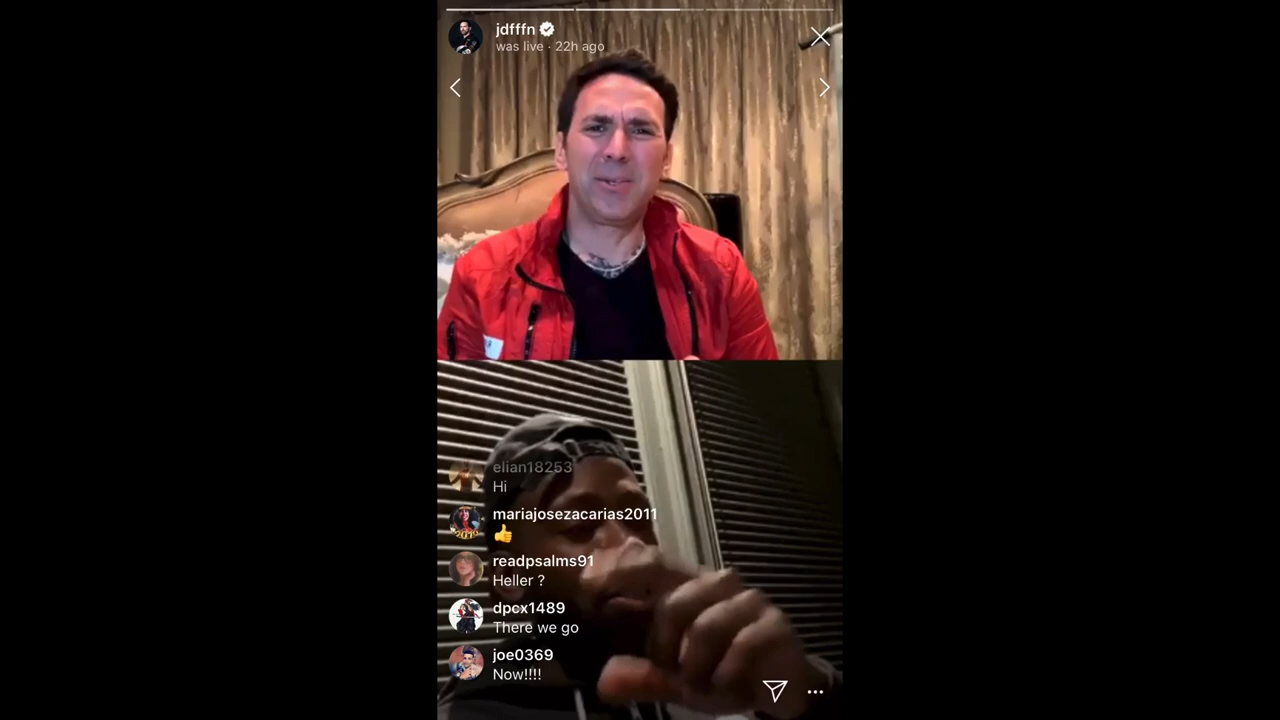 jdfffn
was live · 22h ago
elian18253
Hi
mariajosezacarias2011
👍
readpsalms91
Heller ?
dpcx1489
There we go
joe0369
Now!!!!